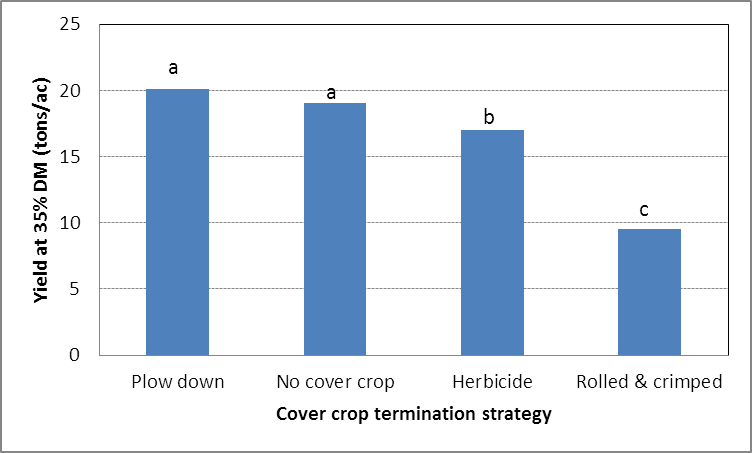 25
20
15
10
5
0
Yield at 35% DM (tons/ac)
a
a
b
c
Plow down
No cover crop
Herbicide
Rolled & crimped
Cover crop termination strategy